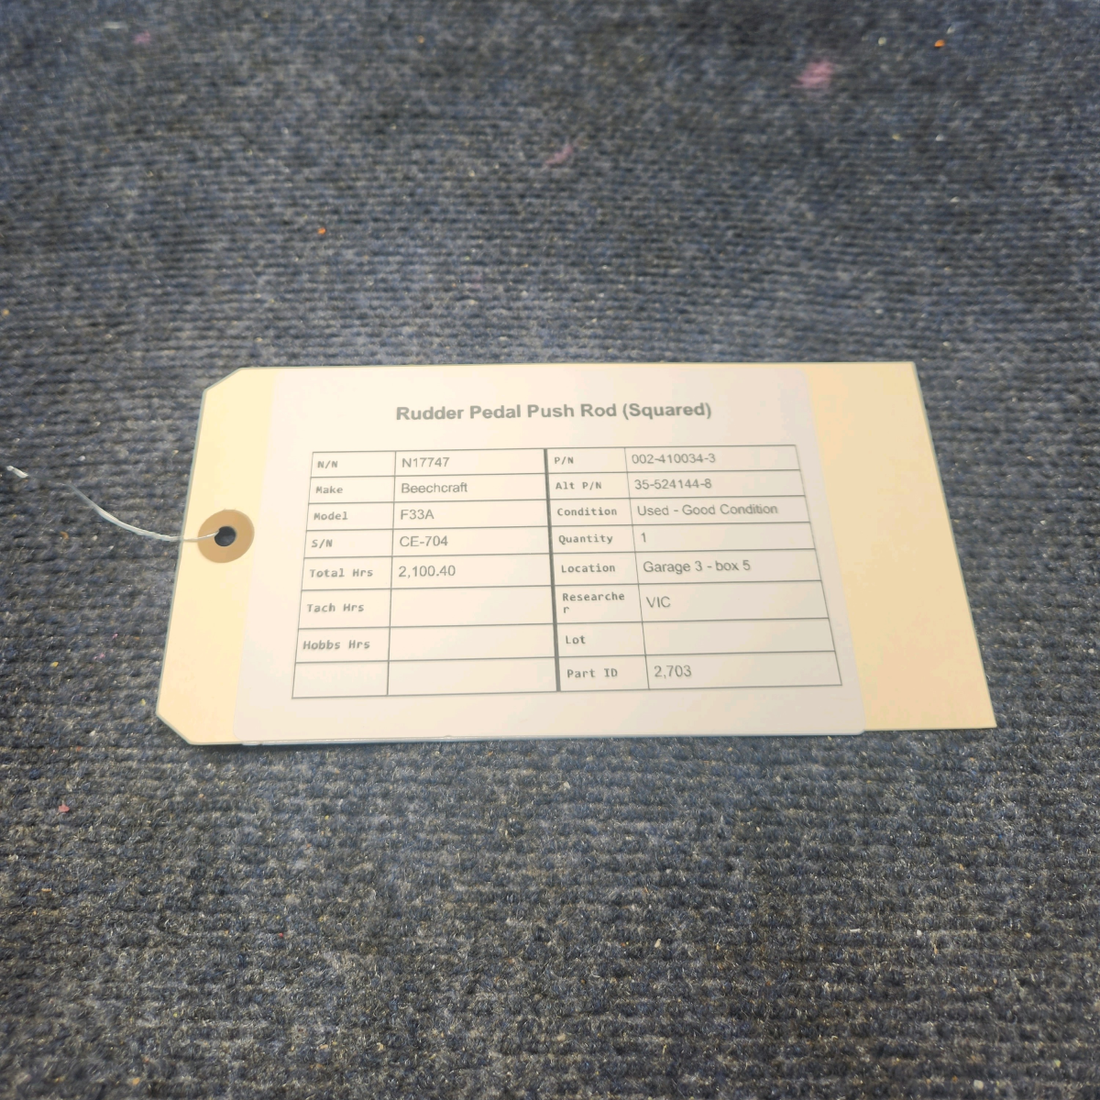 Rudder Pedal Push Rod (Squared)
N/N N17747 P/N 002-410034-3
Make Beechcraft Alt P/N 35-524144-8
Model F33A Condition Used - Good Condition
S/N CE-704 Quantity 1
Total Hrs 2,100.40 Location Garage 3 - box 5
Tach Hrs Researche
r VIC
Hobbs Hrs Lot
Part ID 2,703